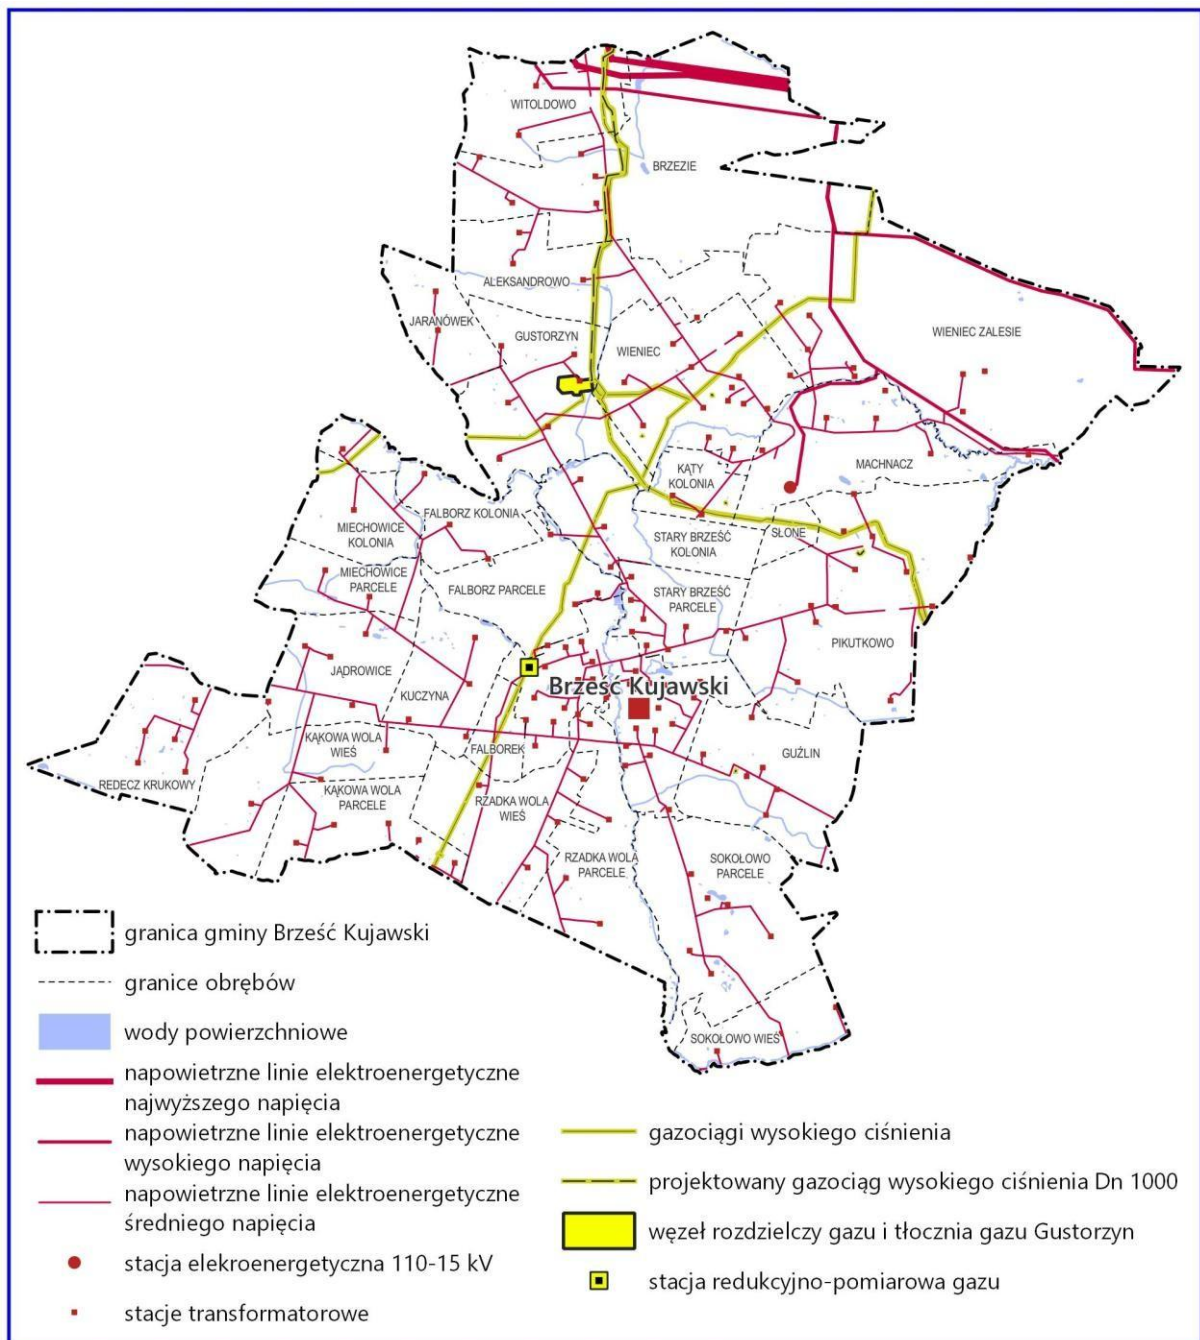 WITOLDOWO
BRZEZIE
ALEKSANDROWO
JARANÓWEK
GUSTORZYN
WIENIEC
WIENIEC ZALESIE
KĄTY
KOLONIA
MACHNACZ
FALBORZ KOLONIA
MIECHOWICE
KOLONIA
STARY BRZEŚĆ
KOLONIA
SŁONE
MIECHOWICE
PARCELE
FALBORZ PARCELE
STARY BRZEŚĆ
PARCELE
PIKUTKOWO
JĄDROWICE
KUCZYNA
Brześć Kujawski
KĄKOWA WOLA
WIEŚ
FALBOREK
GUŹLIN
REDECZ KRUKOWY
KĄKOWA WOLA
PARCELE
RZADKA WOLA
WIEŚ
RZADKA WOLA
PARCELE
SOKOŁOWO
PARCELE
SOKOŁOWO WIEŚ
granica gminy Brześć Kujawski
granice obrębów
wody powierzchniowe
napowietrzne linie elektroenergetyczne
najwyższego napięcia
napowietrzne linie elektroenergetyczne
wysokiego napięcia
napowietrzne linie elektroenergetyczne
średniego napięcia
stacja elekroenergetyczna 110-15 kV
stacje transformatorowe
gazociągi wysokiego ciśnienia
projektowany gazociąg wysokiego ciśnienia Dn 1000
węzeł rozdzielczy gazu i tłocznia gazu Gustorzyn
stacja redukcyjno-pomiarowa gazu